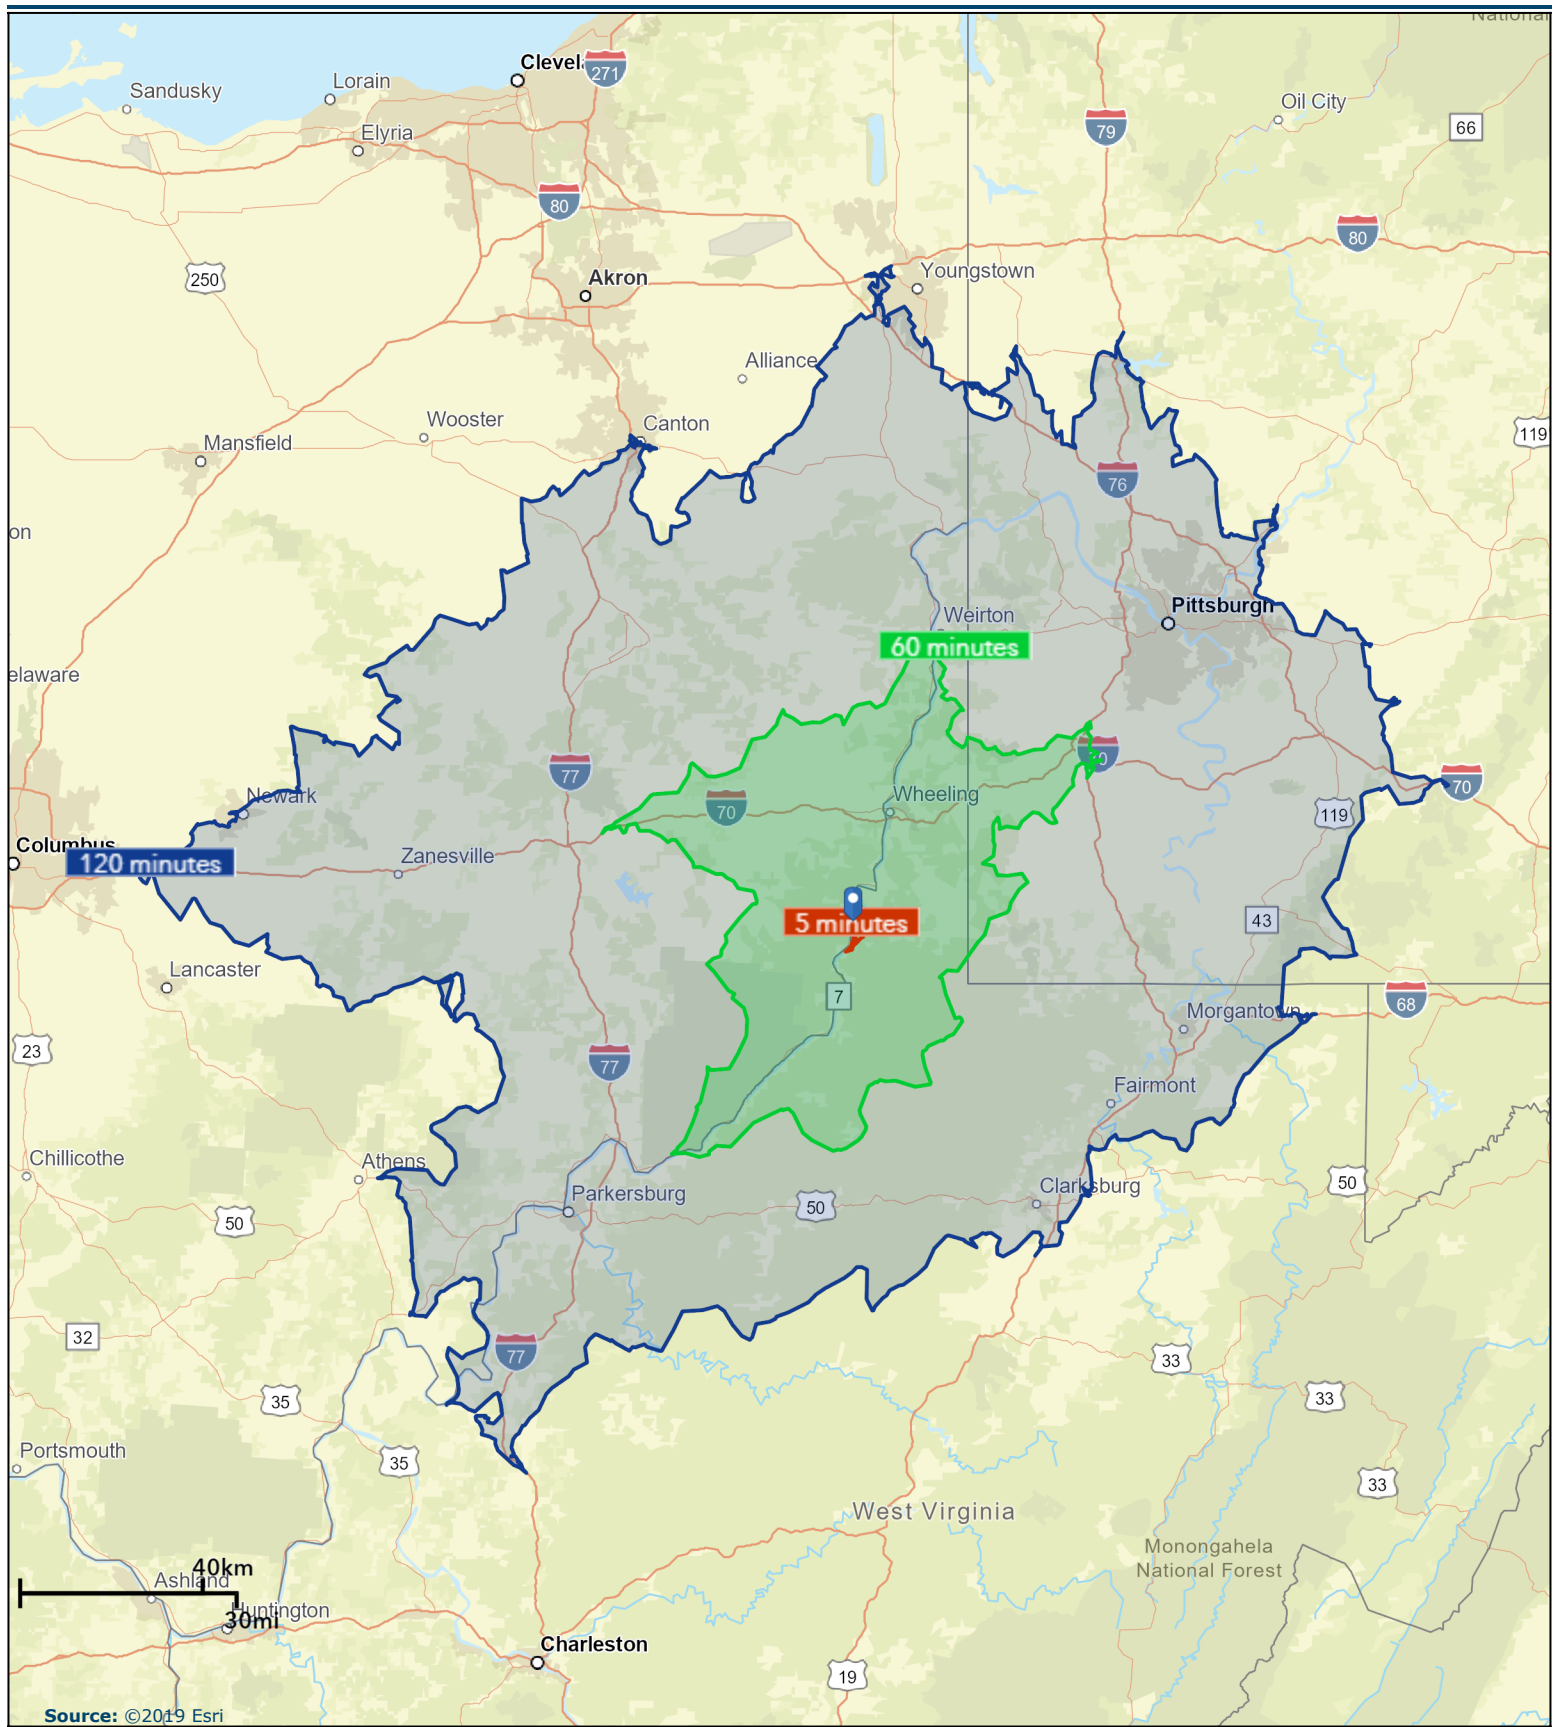 National
Clevel
271
Sandusky
Lorain
Oil City
79
66
Elyria
80
80
Youngstown
250
Akron
Alliance
Wooster
Canton
119
Mansfield
76
on
Pittsburgh
Weirton
60 minutes
elaware
70
77
70
Newark
Wheeling
70
119
Columbus
120 minutes
Zanesville
5 minutes
43
Lancaster
7
68
Morgantown
23
77
Fairmont
Chillicothe
Athens
Clarksburg
50
Parkersburg
50
50
32
77
33
35
33
Portsmouth
35
33
West Virginia
Monongahela
National Forest
40km
Ashland
Huntington
30mi
Charleston
19
Source: ©2019 Esri